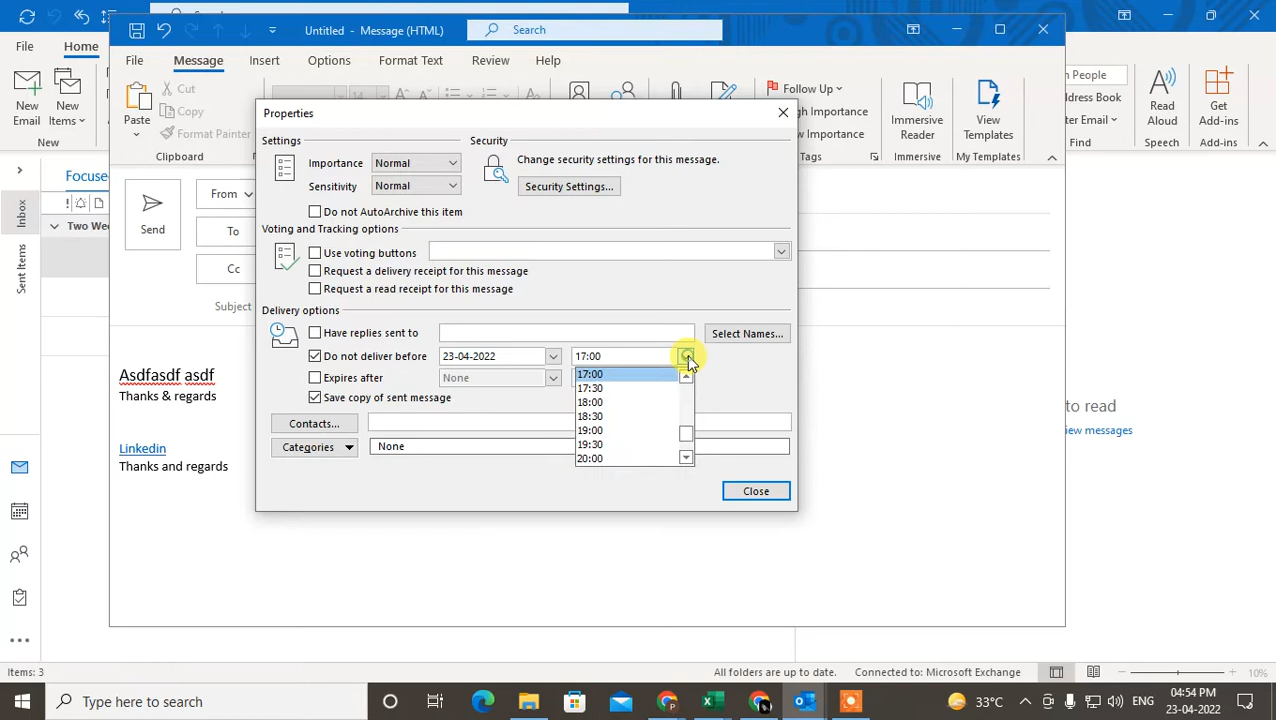 Search
Untitled - Message (HTML)
Search
File
Home
File
Message
Insert
Options
Format Text
Review
Help
New Email
New Items
New
Paste
Cut
Copy
Format Painter
Clipboard
14
Follow Up
High Importance
Low Importance
Tags
Immersive Reader
Immersive
View Templates
My Templates
People
Address Book
Email
Find
Read Aloud
Speech
Get Add-ins
Add-ins
Focused
Two Wee
Inbox
Sent Items
Send
From
To
Cc
Subject
Asdfasdfs asdf
Thanks & regards
Linkedin
Thanks and regards
Properties
Settings
Security
Importance
Normal
Change security settings for this message.
Sensitivity
Normal
Security Settings...
Do not AutoArchive this item
Voting and Tracking options
Use voting buttons
Request a delivery receipt for this message
Request a read receipt for this message
Delivery options
Have replies sent to
Select Names...
Do not deliver before
23-04-2022
17:00
Expires after
None
17:00
17:30
18:00
18:30
19:00
19:30
20:00
Save copy of sent message
Contacts...
Categories
None
Close
to read
view messages
Items: 3
All folders are up to date.
Connected to: Microsoft Exchange
10%
Type here to search
33°C
ENG
04:54 PM
23-04-2022